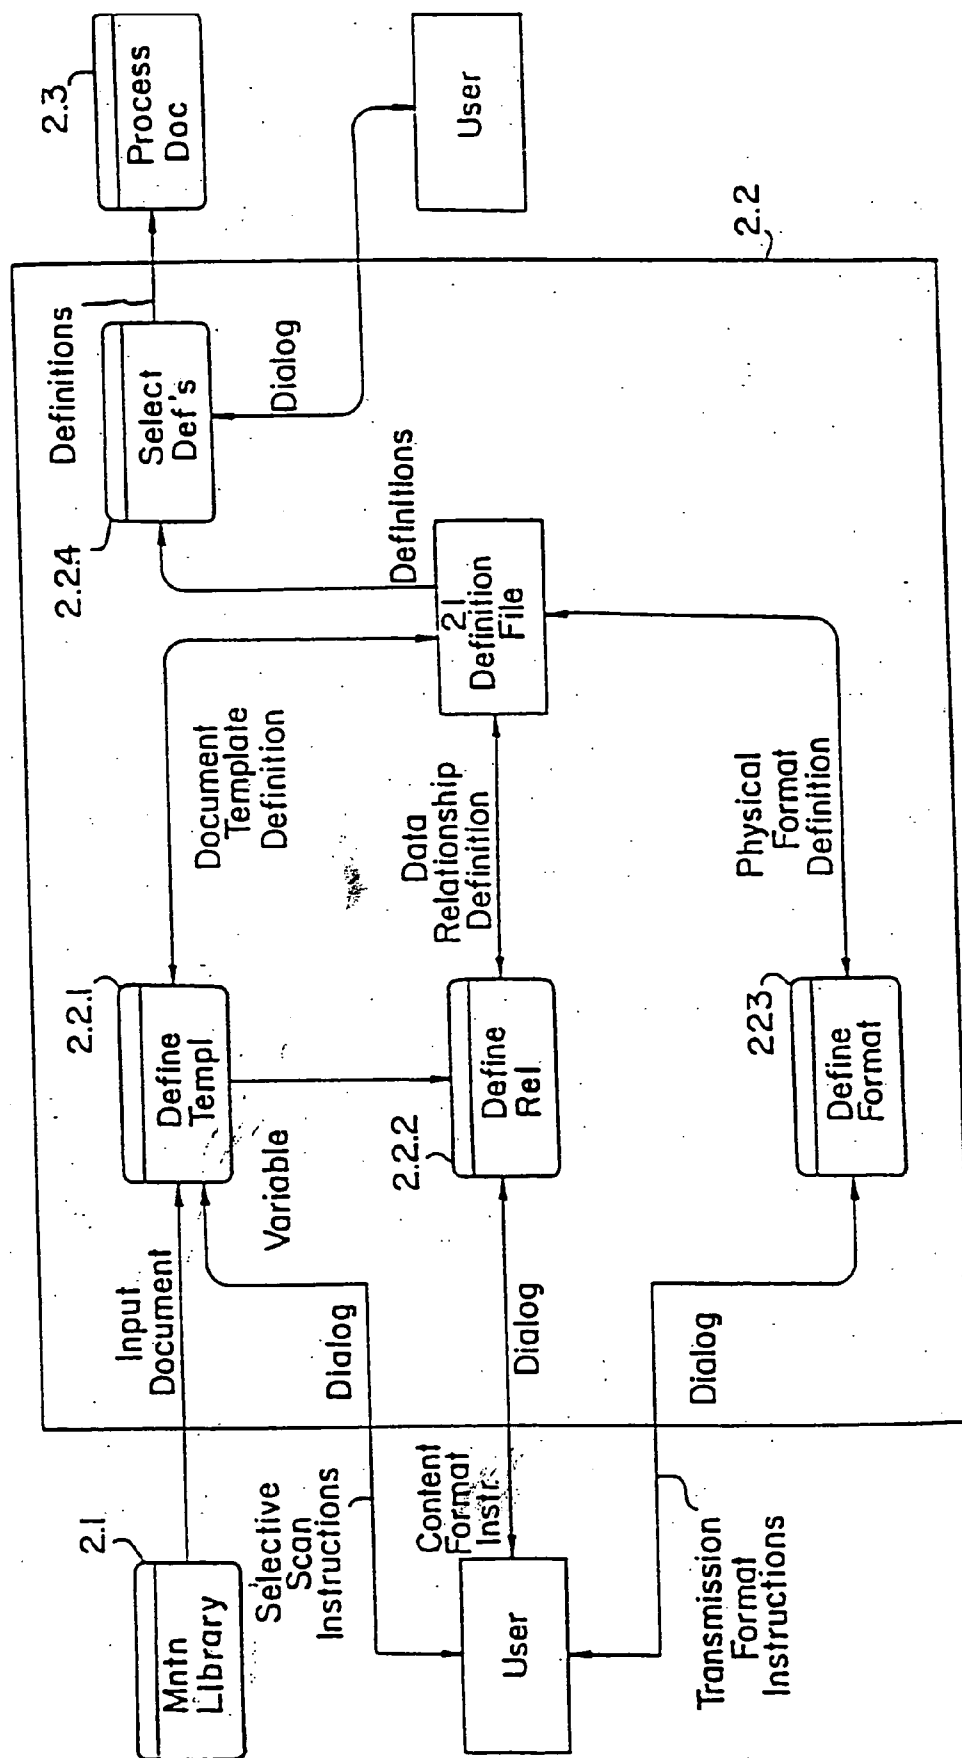 2.1
Mntn
Library
Input
Document
2.2.1
Define
Templ
Document
Template
Definition
2.2.4
Select
Def's
Definitions
2.3
Process
Doc
Selective
Scan
Instructions
Dialog
Variable
Definitions
Dialog
User
User
Content
Format
Instr.
Dialog
2.2.2
Define
Rel
Data
Relationship
Definition
21
Definition
File
Transmission
Format
Instructions
Dialog
223
Define
Format
Physical
Format
Definition
2.2